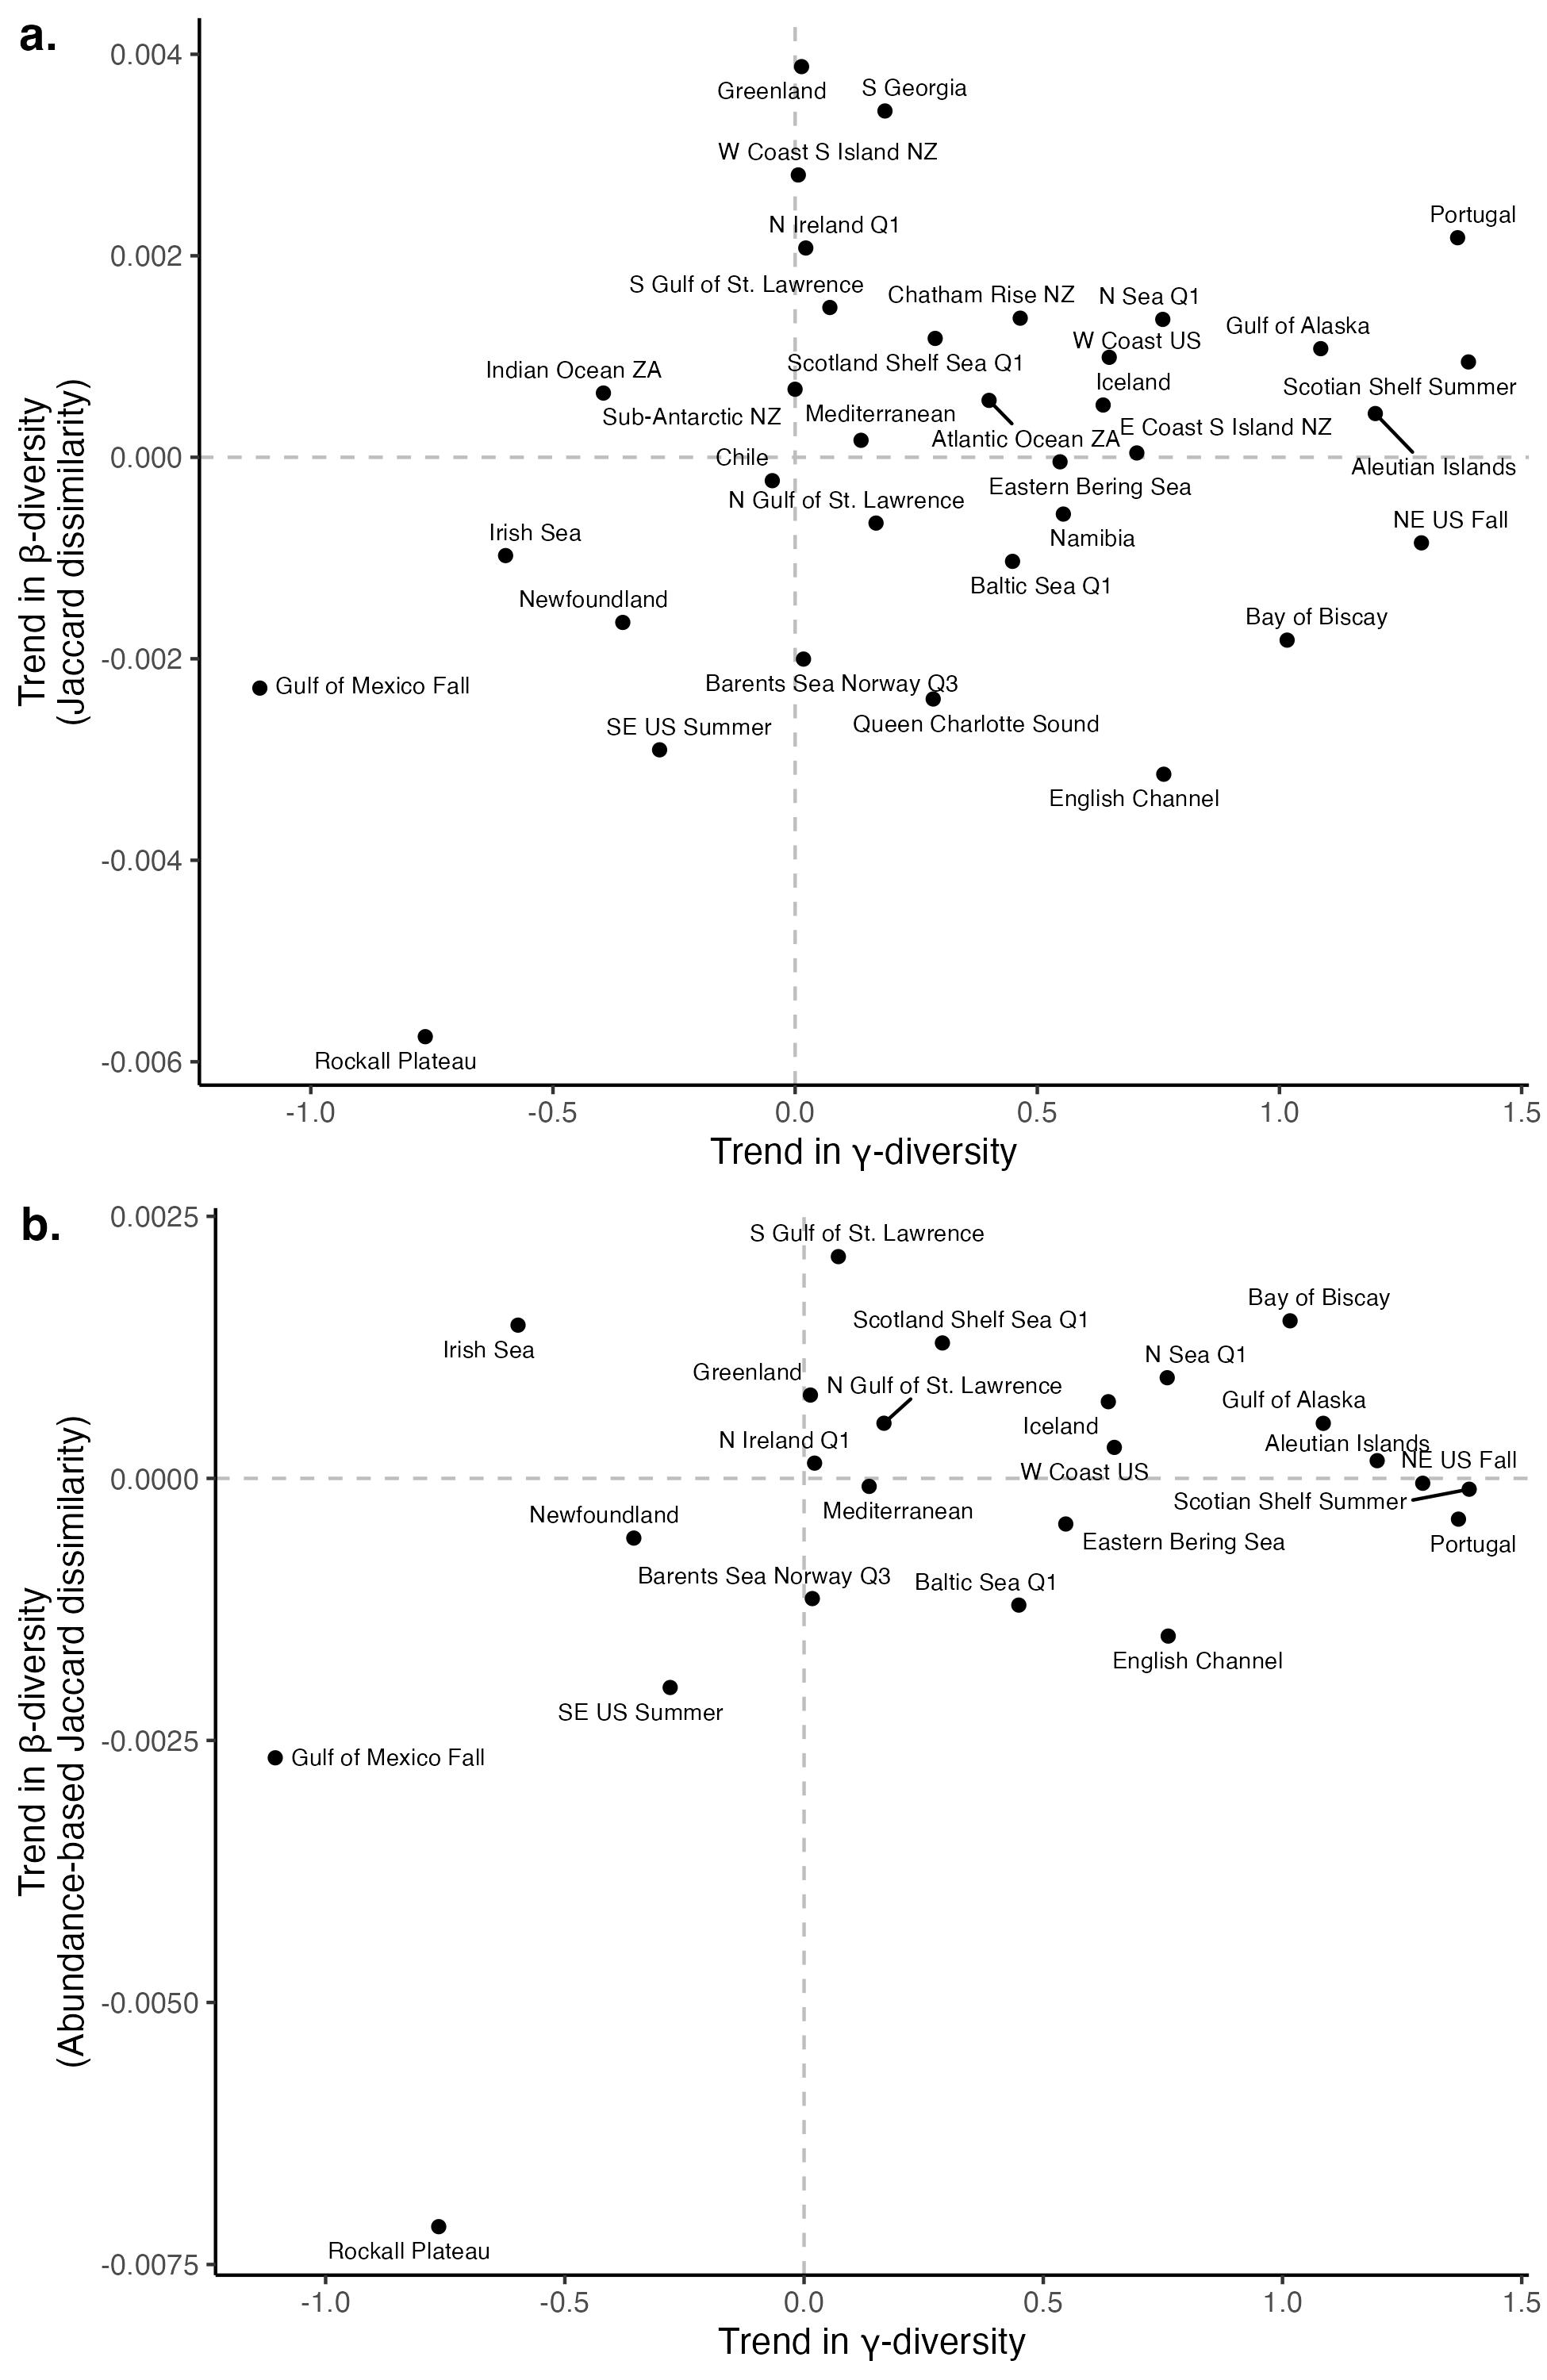 a.
0.004
0.002
0.000
-0.002
-0.004
-0.006
Trend in β-diversity
(Jaccard dissimilarity)
Greenland
S Georgia
W Coast S Island NZ
N Ireland Q1
Portugal
S Gulf of St. Lawrence
Chatham Rise NZ
N Sea Q1
Gulf of Alaska
W Coast US
Scotland Shelf Sea Q1
Indian Ocean ZA
Iceland
Scotian Shelf Summer
Sub-Antarctic NZ
Mediterranean
E Coast S Island NZ
Atlantic Ocean ZA
Chile
Aleutian Islands
Eastern Bering Sea
N Gulf of St. Lawrence
NE US Fall
Irish Sea
Namibia
Baltic Sea Q1
Newfoundland
Bay of Biscay
Gulf of Mexico Fall
Barents Sea Norway Q3
SE US Summer
Queen Charlotte Sound
English Channel
Rockall Plateau
-1.0
-0.5
0.0
0.5
1.0
1.5
Trend in γ-diversity
b.
0.0025
0.0000
-0.0025
-0.0050
-0.0075
Trend in β-diversity
(Abundance-based Jaccard dissimilarity)
S Gulf of St. Lawrence
Bay of Biscay
Scotland Shelf Sea Q1
Irish Sea
N Sea Q1
Greenland
N Gulf of St. Lawrence
Gulf of Alaska
Iceland
N Ireland Q1
Aleutian Islands
NE US Fall
W Coast US
Scotian Shelf Summer
Mediterranean
Newfoundland
Eastern Bering Sea
Portugal
Barents Sea Norway Q3
Baltic Sea Q1
English Channel
SE US Summer
Gulf of Mexico Fall
Rockall Plateau
-1.0
-0.5
0.0
0.5
1.0
1.5
Trend in γ-diversity